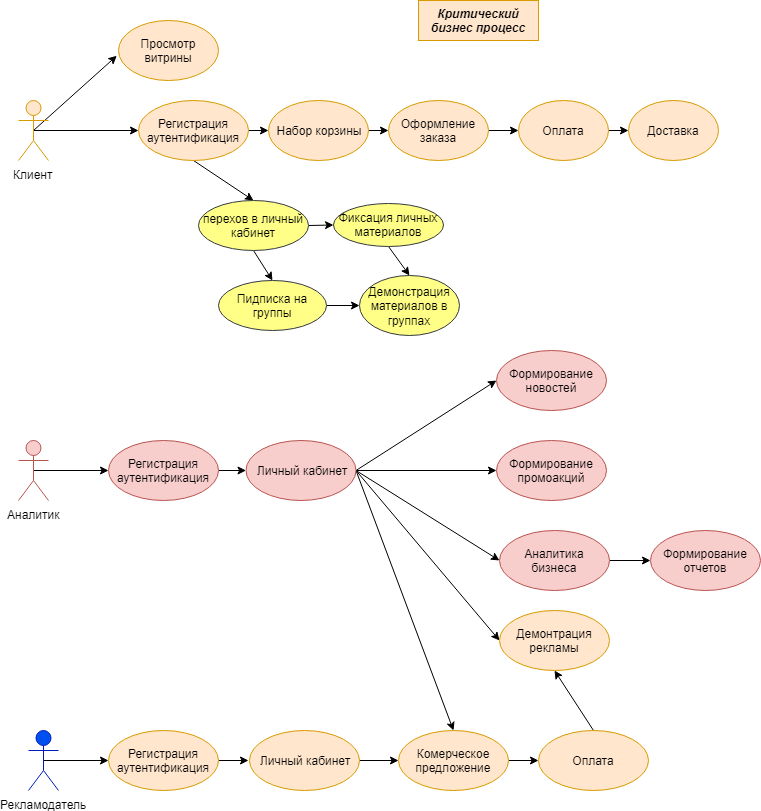 Критический
бизнес процесс
Просмотр
витрины
Клиент
Регистрация
аутентификация
Набор корзины
Оформление
заказа
Оплата
Доставка
перехов в личный
кабинет
Фиксация личных
материалов
Пидписка на
группы
Демонстрация
материалов в
группах
Формирование
новостей
Аналитик
Регистрация
аутентификация
Личный кабинет
Формирование
промоакций
Аналитика
бизнеса
Формирование
отчетов
Демонтрация
рекламы
Рекламодатель
Регистрация
аутентификация
Личный кабинет
Комерческое
предложение
Оплата